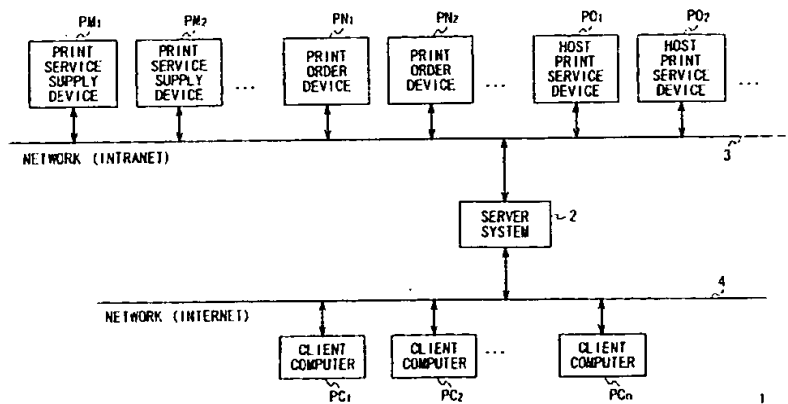 PM1 PM2 PN1 PN2 PO1 PO2
PRINT SERVICE SUPPLY DEVICE
PRINT SERVICE SUPPLY DEVICE
...
PRINT ORDER DEVICE
PRINT ORDER DEVICE
...
HOST PRINT SERVICE DEVICE
HOST PRINT SERVICE DEVICE
...
NETWORK (INTRANET)
3
SERVER SYSTEM
2
4
NETWORK (INTERNET)
CLIENT COMPUTER
CLIENT COMPUTER
...
CLIENT COMPUTER
PC1 PC2 PCn
1